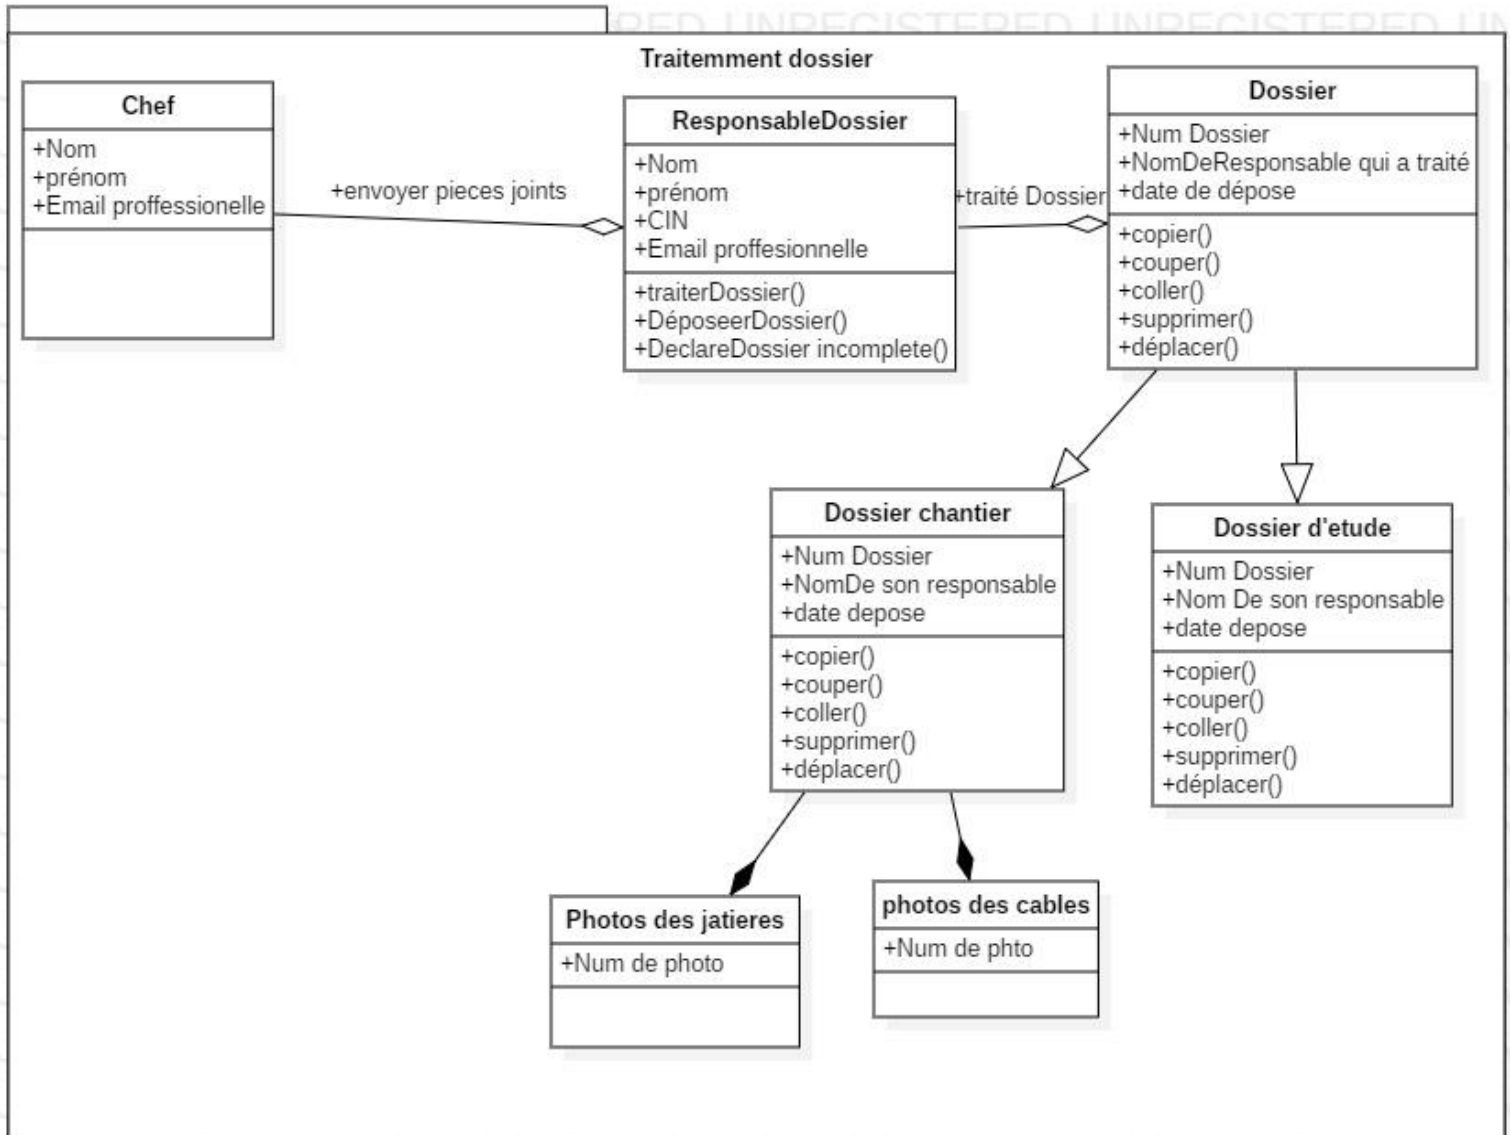 RED UNREGISTERED UNREGISTERED UN
Traitemment dossier
Chef
+Nom
+prénom
+Email proffessionelle
+envoyer pieces joints
ResponsableDossier
+Nom
+prénom
+CIN
+Email proffesionnelle
+traiterDossier()
+DéposeerDossier()
+DeclareDossier incomplete()
+traité Dossier
Dossier
+Num Dossier
+NomDeResponsable qui a traité
+date de dépose
+copier()
+couper()
+coller()
+supprimer()
+déplacer()
Dossier chantier
+Num Dossier
+NomDe son responsable
+date depose
+copier()
+couper()
+coller()
+supprimer()
+déplacer()
Dossier d'etude
+Num Dossier
+Nom De son responsable
+date depose
+copier()
+couper()
+coller()
+supprimer()
+déplacer()
Photos des jatieres
+Num de photo
photos des cables
+Num de phto